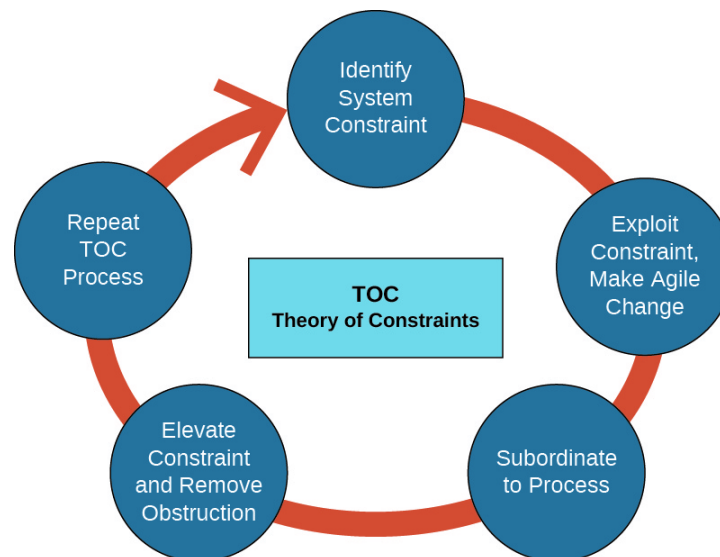 Identify
System
Constraint
Exploit
Constraint,
Make Agile
Change
Subordinate
to Process
Elevate
Constraint
and Remove
Obstruction
Repeat
TOC
Process
TOC
Theory of Constraints